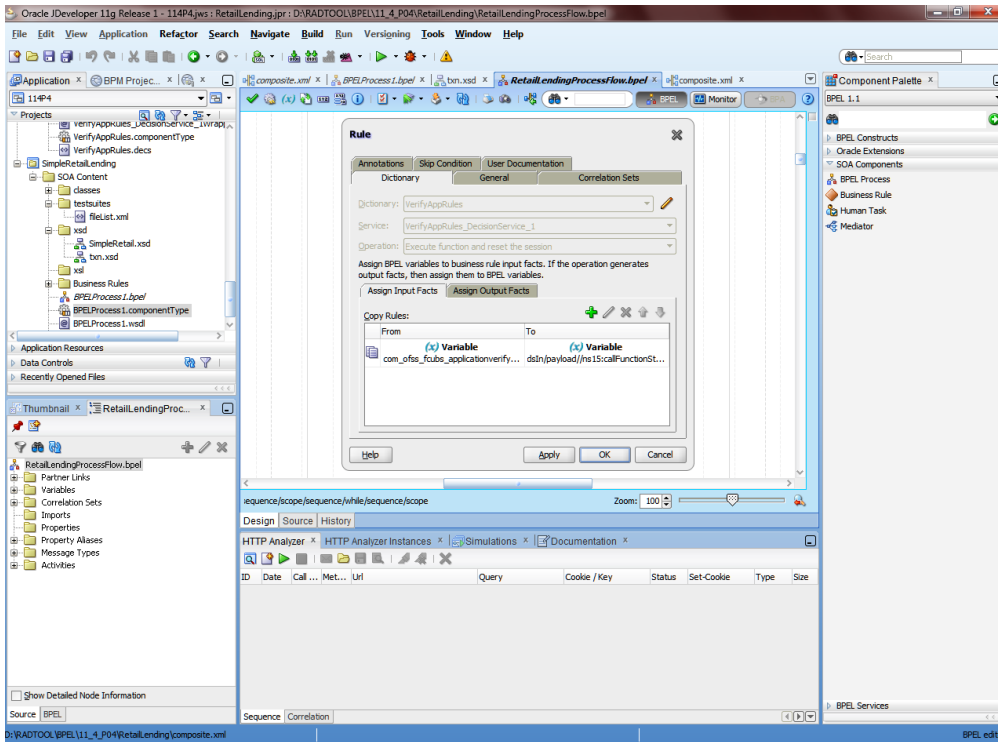 Oracle JDeveloper 11g Release 1 - 114P4.jws : RetailLending.jpr : D:\RADTOOL\BPEL\11_4_P04\RetailLending\RetailLendingProcessFlow.bpel
File Edit View Application Refactor Search Navigate Build Run Versioning Tools Window Help
Search
Application
BPM Projec...
composite.xml
BPELProcess1.bpel
txn.xsd
RetailLendingProcessFlow.bpel
composite.xml
Component Palette
114P4
BPEL
Monitor
BPEL 1.1
Projects
VerifyAppRules.componentType
VerifyAppRules.decs
SimpleRetailLending
SOA Content
classes
testsuites
fileList.xml
xsd
SimpleRetail.xsd
txn.xsd
xsl
Business Rules
BPELProcess1.bpel
BPELProcess1.componentType
BPELProcess1.wsdl
Application Resources
Data Controls
Recently Opened Files
Rule
Annotations Skip Condition User Documentation
Dictionary General Correlation Sets
Dictionary: VerifyAppRules
Service: VerifyAppRules_DecisionService_1
Operation: Execute function and reset the session
Assign BPEL variables to business rule input facts. If the operation generates
output facts, then assign them to BPEL variables.
Assign Input Facts Assign Output Facts
Copy Rules:
From To
(x) Variable (x) Variable
com_ofss_fcubs_applicationverify... dsIn/payload//ns15:callFunctionSt...
Help Apply OK Cancel
BPEL Constructs
Oracle Extensions
SOA Components
BPEL Process
Business Rule
Human Task
Mediator
Thumbnail
RetailLendingProc...
RetailLendingProcessFlow.bpel
Partner Links
Variables
Correlation Sets
Imports
Properties
Property Aliases
Message Types
Activities
Show Detailed Node Information
Source BPEL
equence/scope/sequence/while/sequence/scope
Zoom: 100
Design Source History
HTTP Analyzer HTTP Analyzer Instances Simulations Documentation
ID Date Call ... Met... Url Query Cookie / Key Status Set-Cookie Type Size
Sequence Correlation
BPEL Services
D:\RADTOOL\BPEL\11_4_P04\RetailLending\composite.xml
BPEL edit